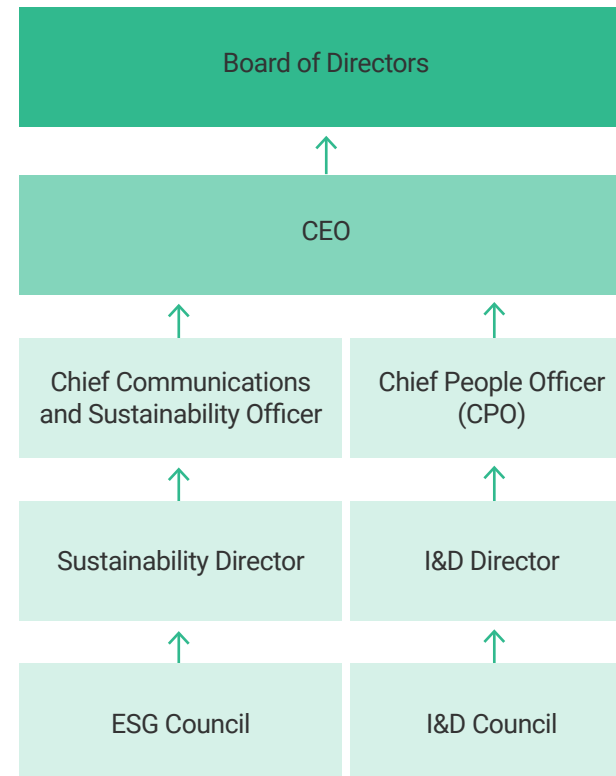 Board of Directors
CEO
Chief Communications
and Sustainability Officer
Chief People Officer
(CPO)
Sustainability Director
I&D Director
ESG Council
I&D Council